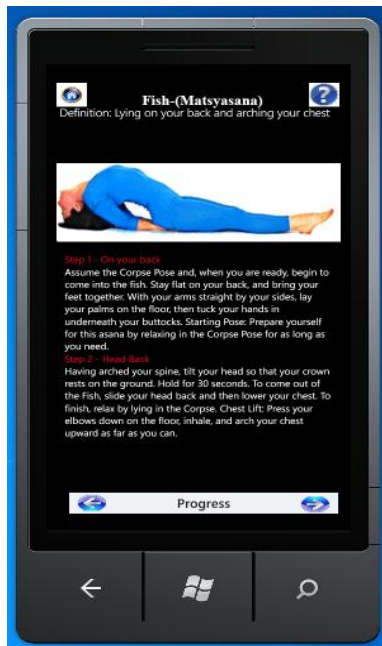 Fish-(Matsyasana)
?
Definition: Lying on your back and arching your chest
Step 1 - On your back
Assume the Corpse Pose and, when you are ready, begin to
come into the fish. Stay flat on your back, and bring your
feet together. With your arms straight by your sides, lay
your palms on the floor, then tuck your hands in
underneath your buttocks. Starting Pose: Prepare yourself
for this asana by relaxing in the Corpse Pose for as long as
you need.
Step 2 - Head Back
Having arched your spine, tilt your head so that your crown
rests on the ground. Hold for 30 seconds. To come out of
the Fish, slide your head back and then lower your chest. To
finish, relax by lying in the Corpse. Chest Lift: Press your
elbows down on the floor, inhale, and arch your chest
upward as far as you can.
Progress